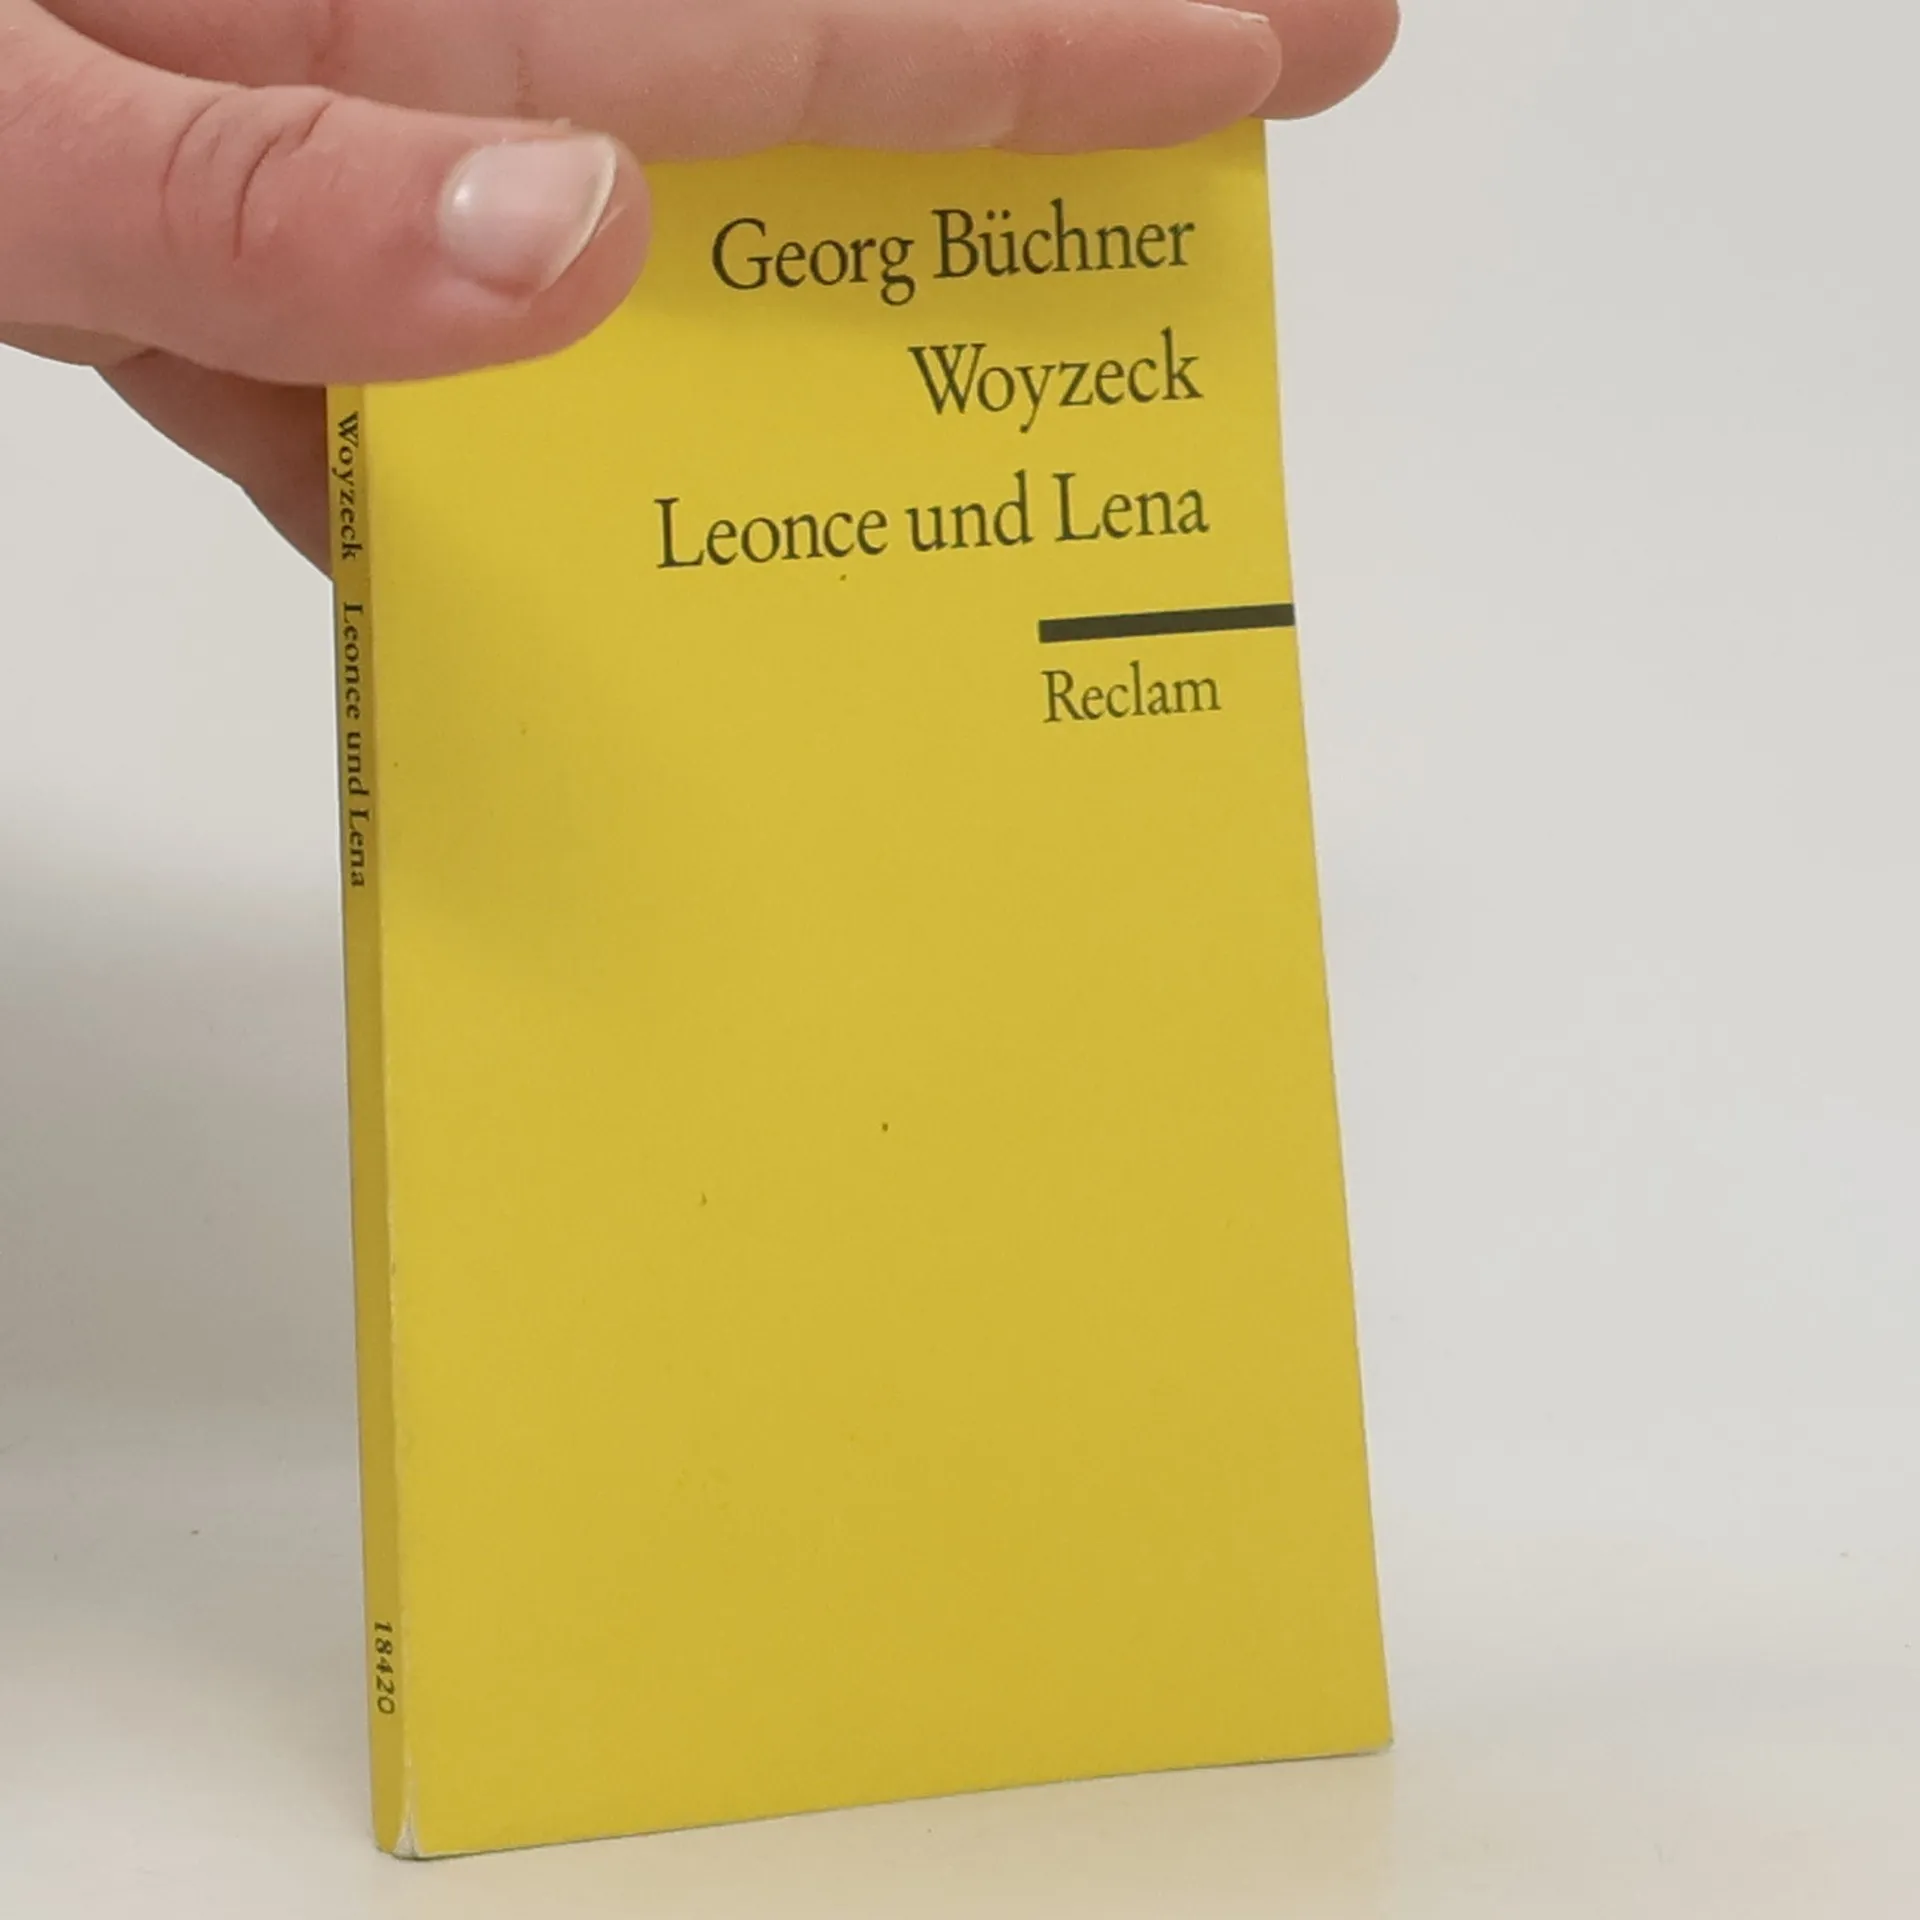 Georg Büchner
Woyzeck
Leonce und Lena
Reclam
Woyzeck Leonce und Lena
18420